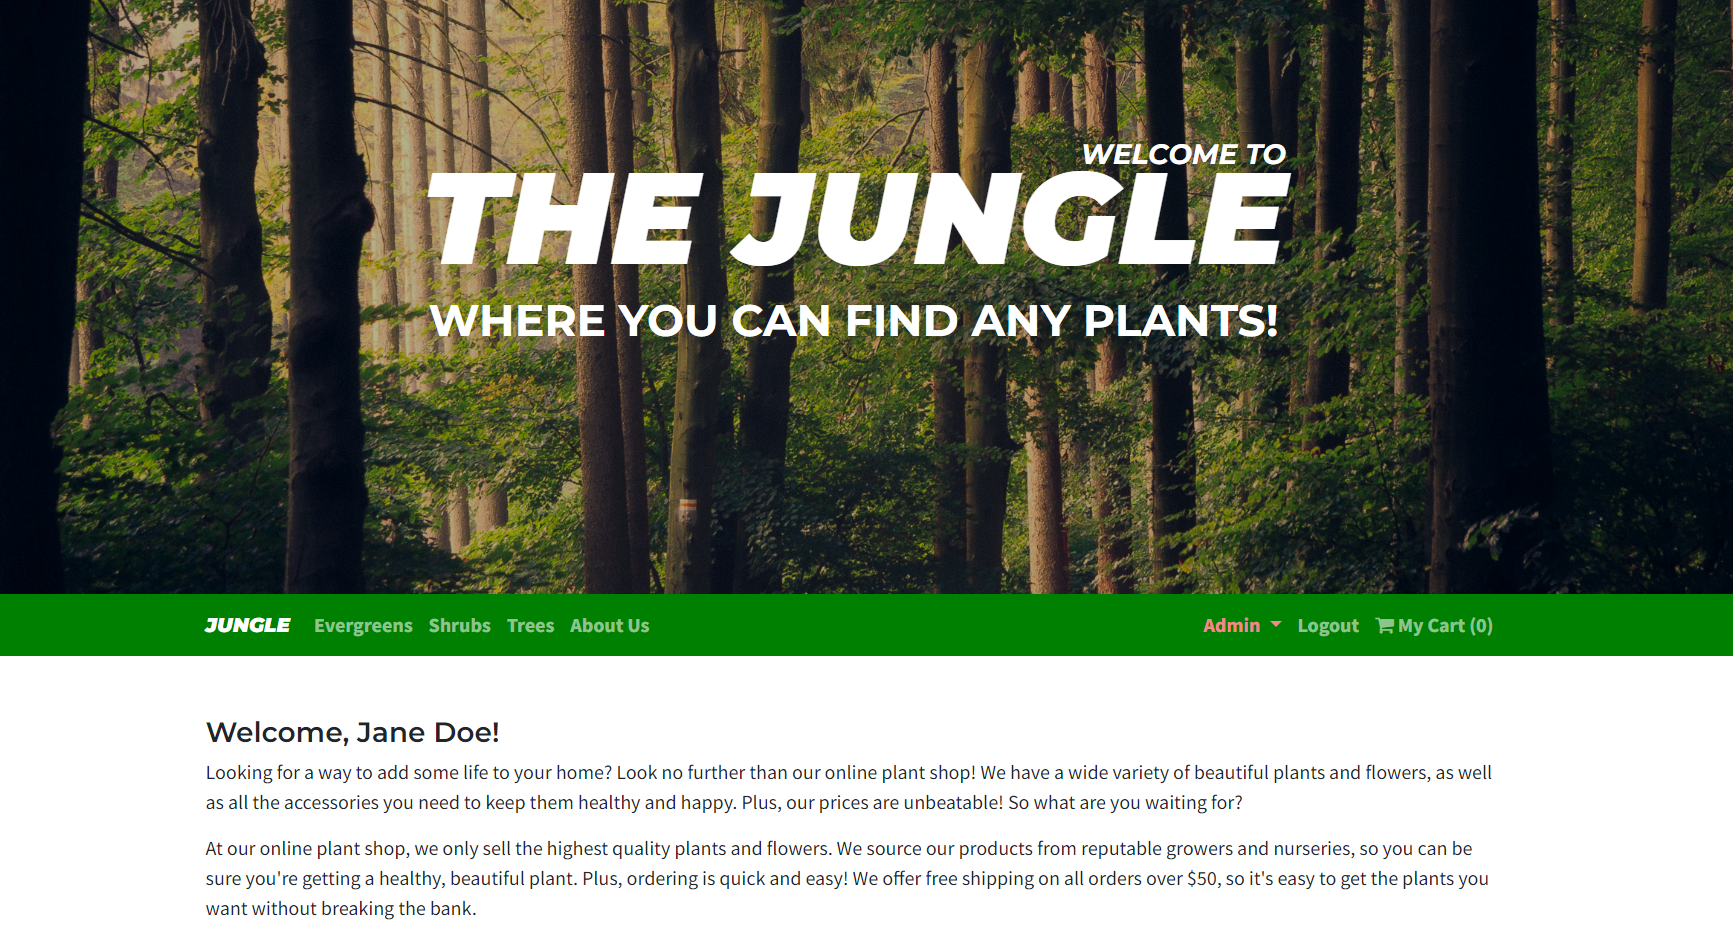 WELCOME TO
THE JUNGLE
WHERE YOU CAN FIND ANY PLANTS!
JUNGLE Evergreens Shrubs Trees About Us Admin Logout My Cart (0)
Welcome, Jane Doe!
Looking for a way to add some life to your home? Look no further than our online plant shop! We have a wide variety of beautiful plants and flowers, as well
as all the accessories you need to keep them healthy and happy. Plus, our prices are unbeatable! So what are you waiting for?
At our online plant shop, we only sell the highest quality plants and flowers. We source our products from reputable growers and nurseries, so you can be
sure you're getting a healthy, beautiful plant. Plus, ordering is quick and easy! We offer free shipping on all orders over $50, so it's easy to get the plants you
want without breaking the bank.